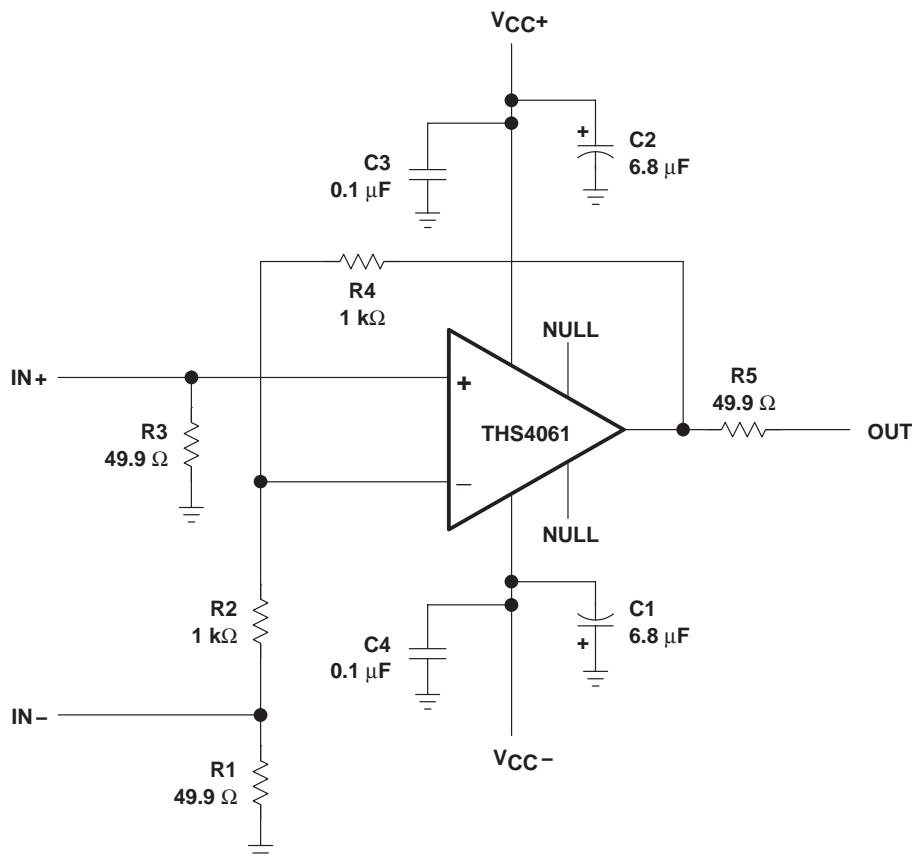 VCC+
C3
0.1 μF
+
C2
6.8 μF
R4
1 kΩ
NULL
IN+
+
R3
49.9 Ω
THS4061
R5
49.9 Ω
OUT
−
NULL
R2
1 kΩ
C4
0.1 μF
C1
6.8 μF
+
IN−
VCC−
R1
49.9 Ω